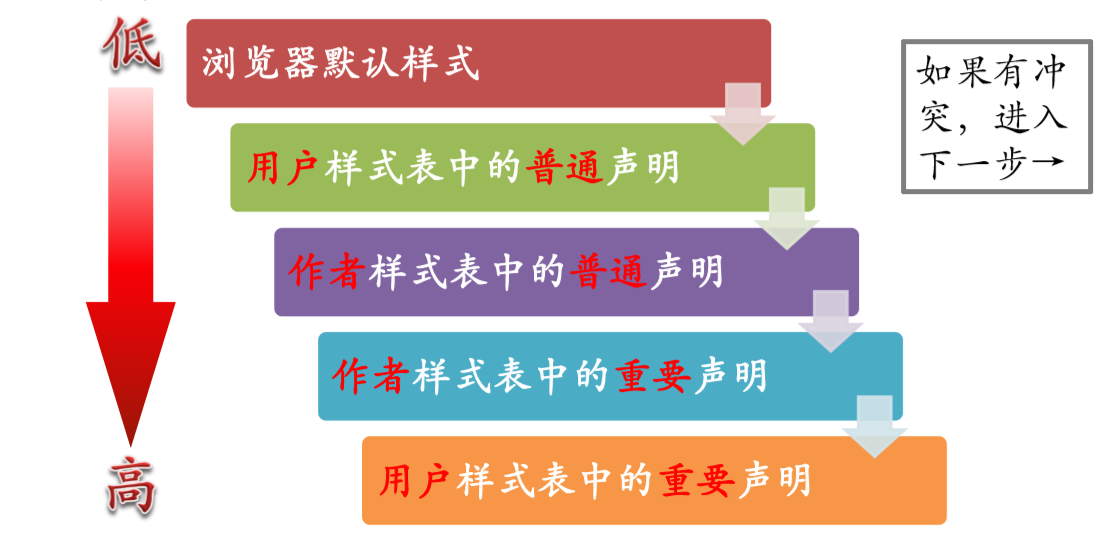 低
浏览器默认样式
用户样式表中的普通声明
作者样式表中的普通声明
作者样式表中的重要声明
用户样式表中的重要声明
高
如果有冲
突，进入
下一步→